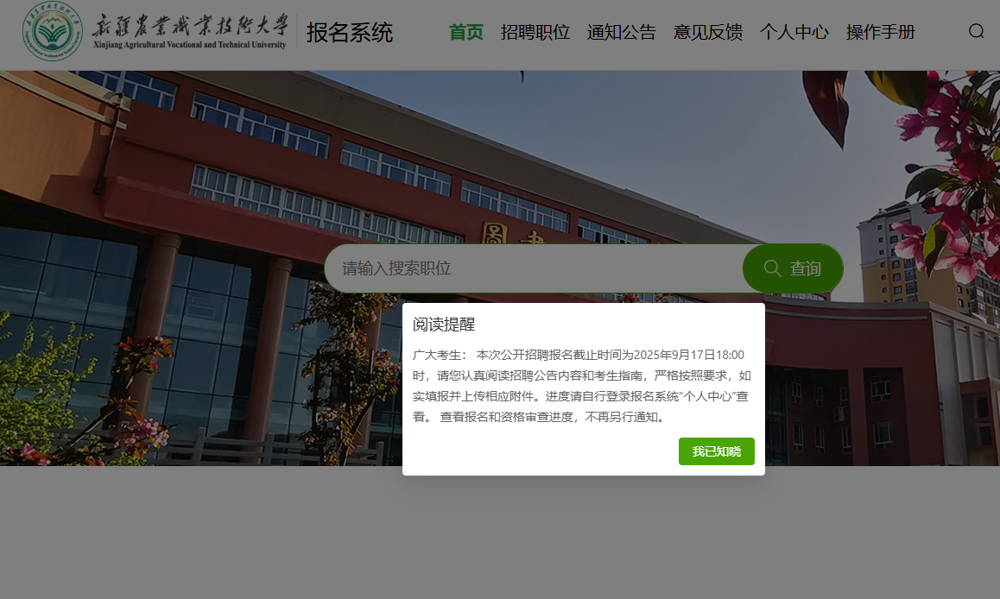 新疆农业职业技术大学
Xinjiang Agricultural Vocational and Technical University
报名系统
首页 招聘职位 通知公告 意见反馈 个人中心 操作手册
圖 書
请输入搜索职位
查询
阅读提醒
广大考生： 本次公开招聘报名截止时间为2025年9月17日18:00
时，请您认真阅读招聘公告内容和考生指南，严格按照要求，如
实填报并上传相应附件。进度请自行登录报名系统“个人中心”查
看。 查看报名和资格审查进度，不再另行通知。
我已知晓